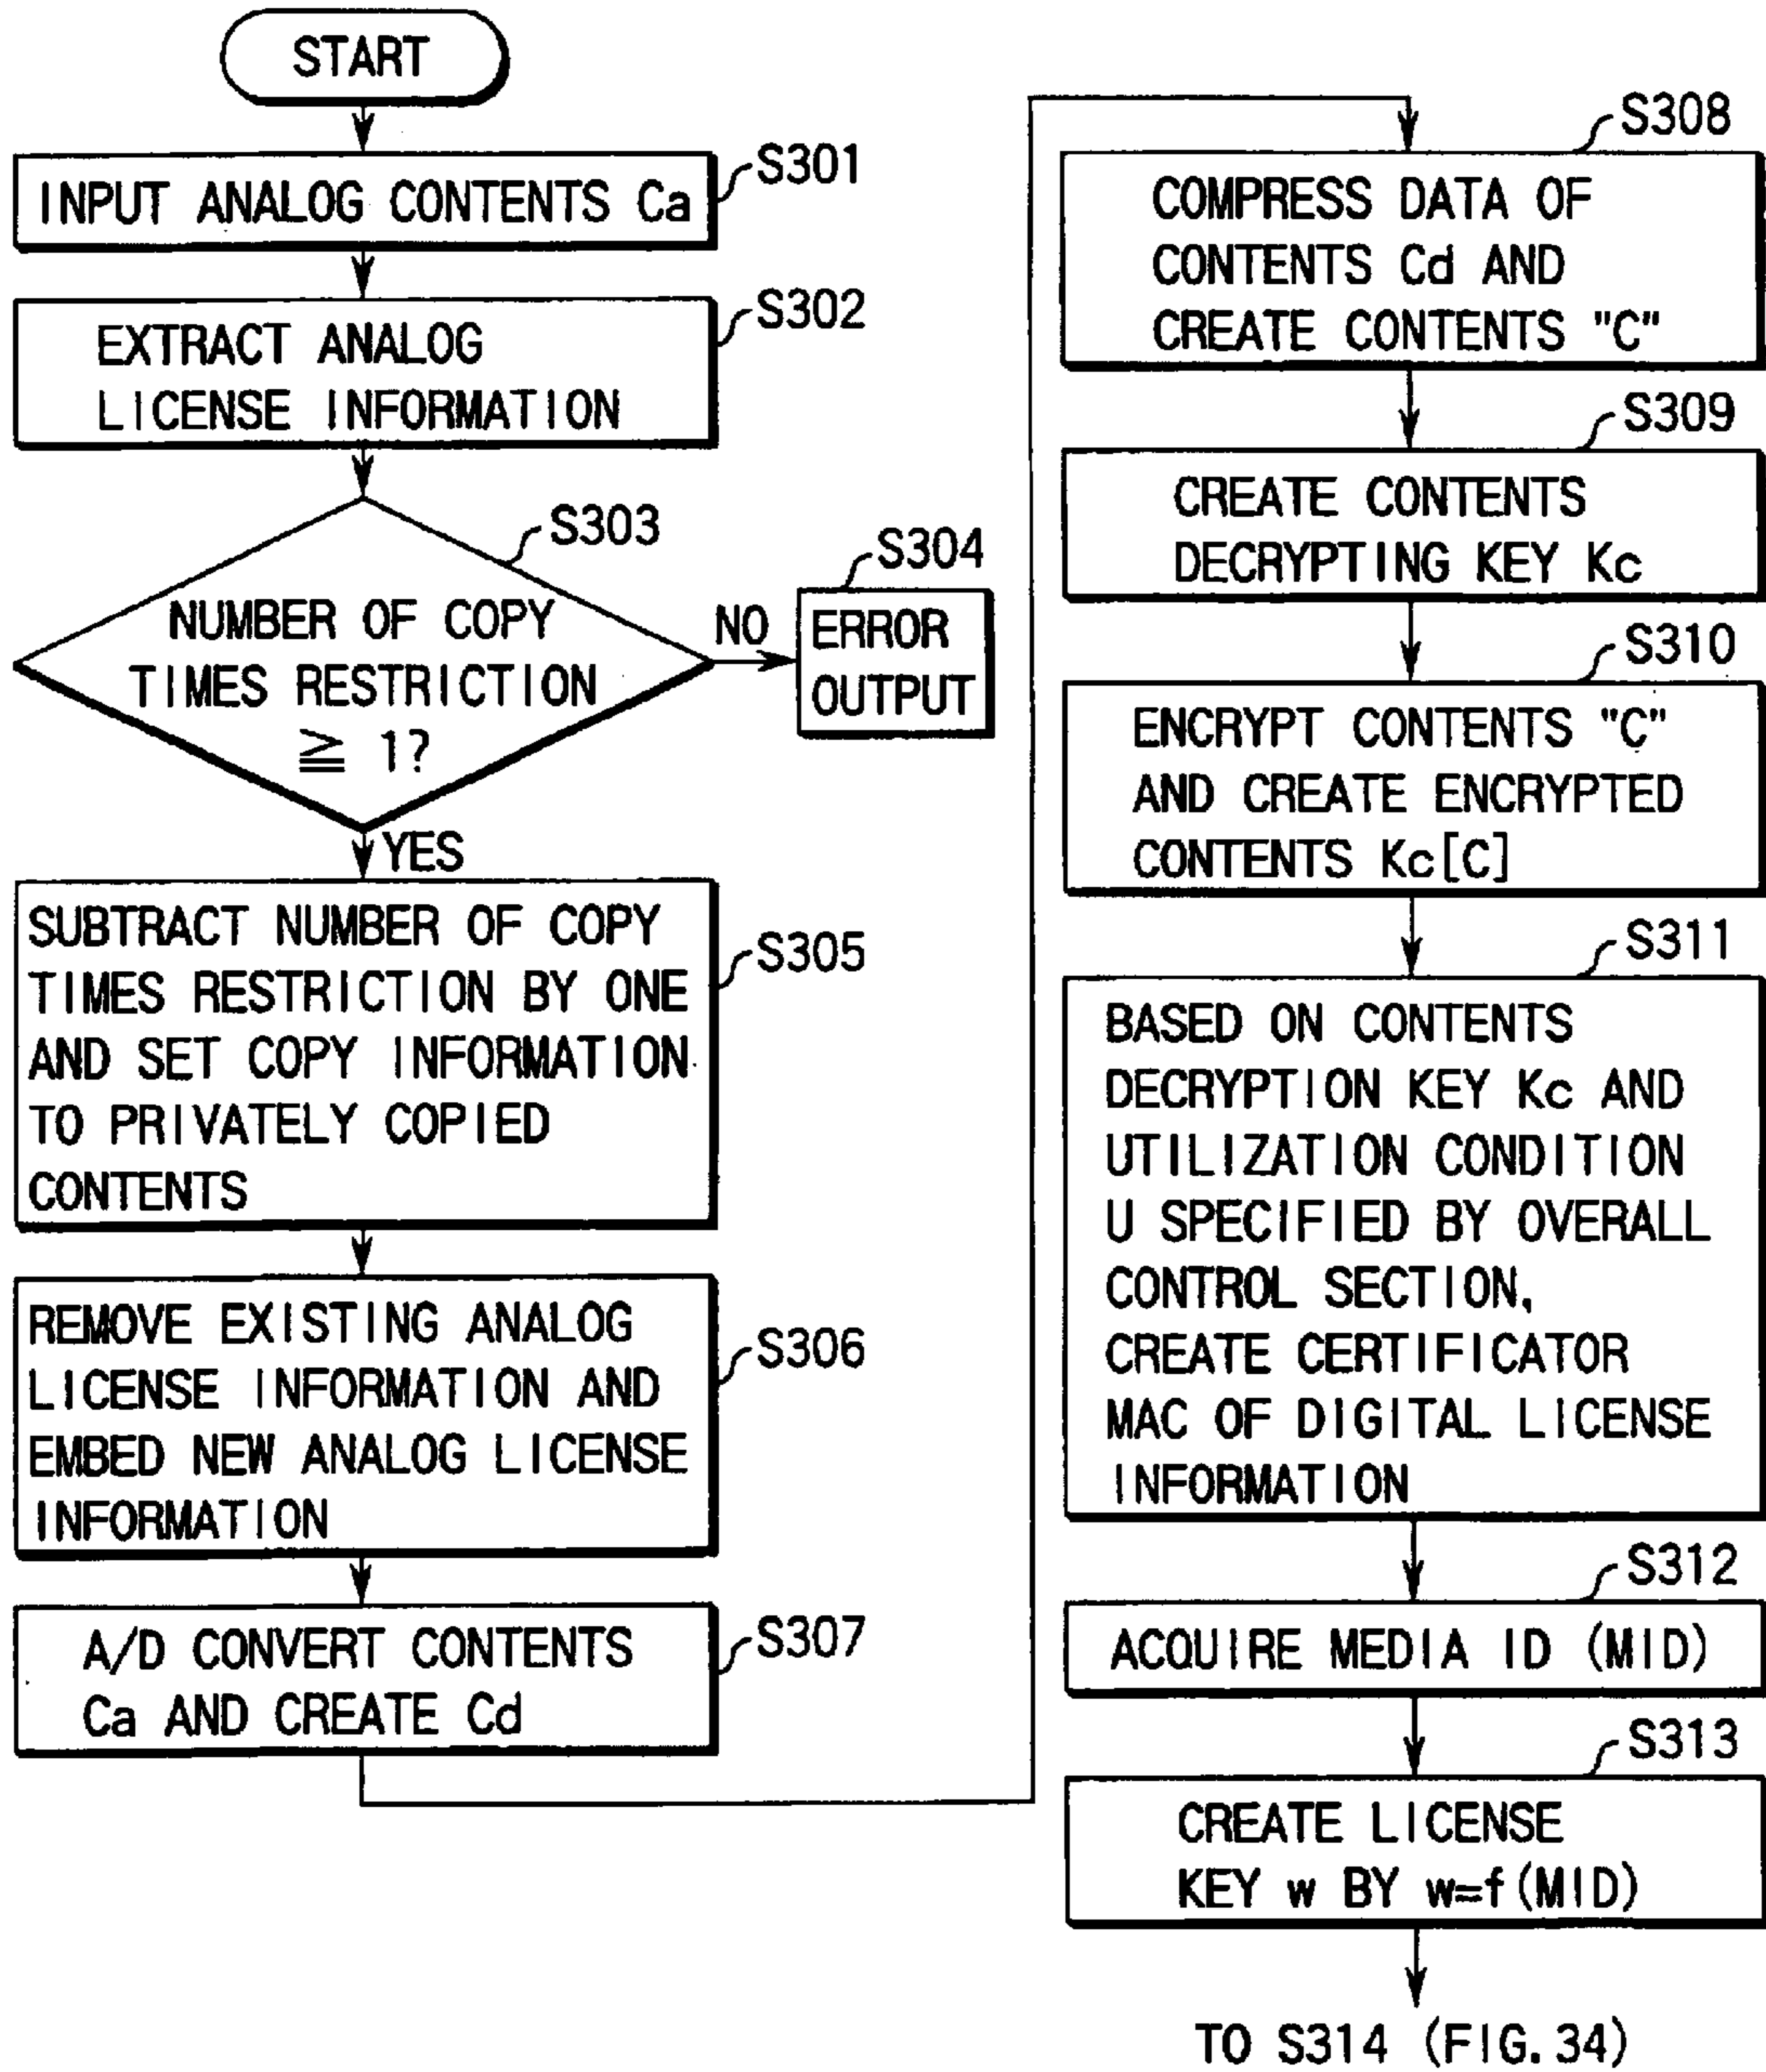 START
S301
INPUT ANALOG CONTENTS Ca
S302
EXTRACT ANALOG
LICENSE INFORMATION
S303
NUMBER OF COPY
TIMES RESTRICTION
≧ 1?
NO
S304
ERROR
OUTPUT
YES
S305
SUBTRACT NUMBER OF COPY
TIMES RESTRICTION BY ONE
AND SET COPY INFORMATION
TO PRIVATELY COPIED
CONTENTS
S306
REMOVE EXISTING ANALOG
LICENSE INFORMATION AND
EMBED NEW ANALOG LICENSE
INFORMATION
S307
A/D CONVERT CONTENTS
Ca AND CREATE Cd
S308
COMPRESS DATA OF
CONTENTS Cd AND
CREATE CONTENTS "C"
S309
CREATE CONTENTS
DECRYPTING KEY Kc
S310
ENCRYPT CONTENTS "C"
AND CREATE ENCRYPTED
CONTENTS Kc[C]
S311
BASED ON CONTENTS
DECRYPTION KEY Kc AND
UTILIZATION CONDITION
U SPECIFIED BY OVERALL
CONTROL SECTION,
CREATE CERTIFICATOR
MAC OF DIGITAL LICENSE
INFORMATION
S312
ACQUIRE MEDIA ID (MID)
S313
CREATE LICENSE
KEY w BY w=f(MID)
TO S314 (FIG. 34)